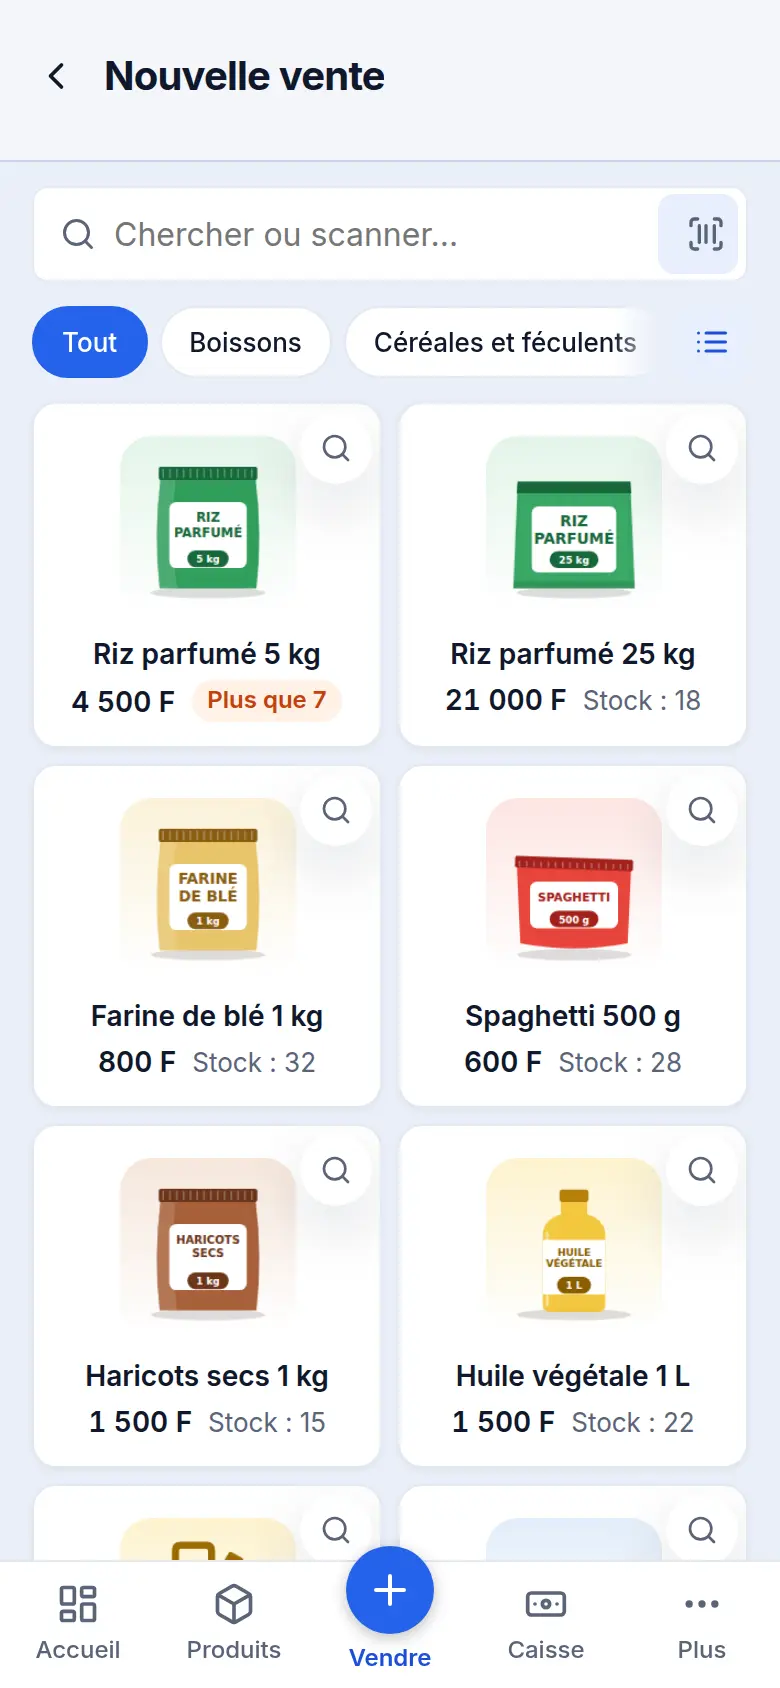 Nouvelle vente
Chercher ou scanner...
Tout
Boissons
Céréales et féculents
RIZ
PARFUMÉ
5 kg
Riz parfumé 5 kg
4 500 F Plus que 7
RIZ
PARFUMÉ
25 kg
Riz parfumé 25 kg
21 000 F Stock : 18
FARINE
DE BLÉ
1 kg
Farine de blé 1 kg
800 F Stock : 32
SPAGHETTI
500 g
Spaghetti 500 g
600 F Stock : 28
HARICOTS
SECS
1 kg
Haricots secs 1 kg
1 500 F Stock : 15
HUILE
VÉGÉTALE
1 L
Huile végétale 1 L
1 500 F Stock : 22
Accueil
Produits
Vendre
Caisse
Plus